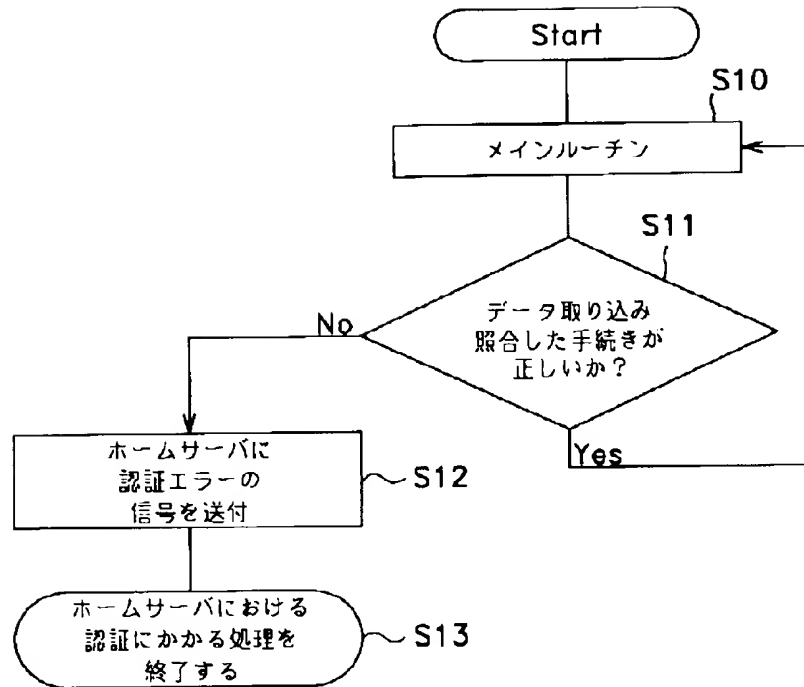 Start
S10
メインルーチン
S11
データ取り込み
照合した手続きが
正しいか？
No
Yes
ホームサーバに
認証エラーの
信号を送付
S12
ホームサーバにおける
認証にかかる処理を
終了する
S13